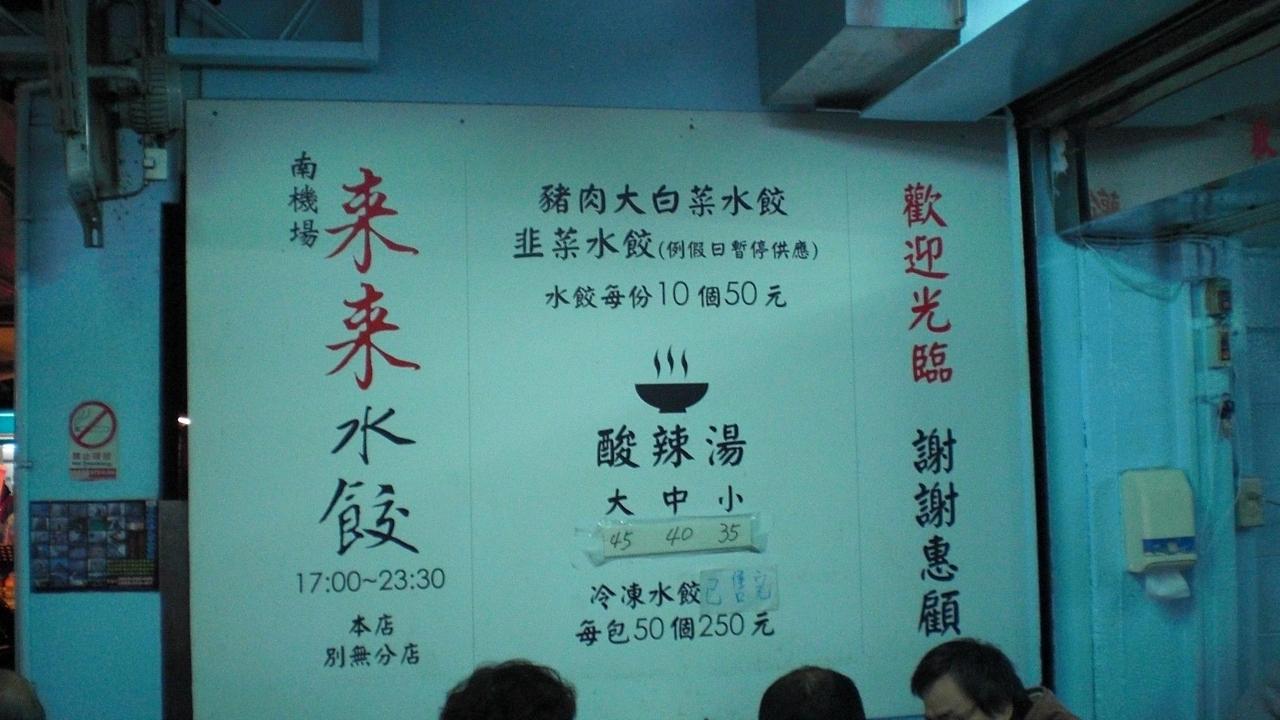 南機場
来来水餃
17:00~23:30
本店
別無分店
豬肉大白菜水餃
韭菜水餃(例假日暫停供應)
水餃每份10個50元
酸辣湯
大 中 小
45 40 35
冷凍水餃 已售完
每包50個250元
歡迎光臨 謝謝惠顧